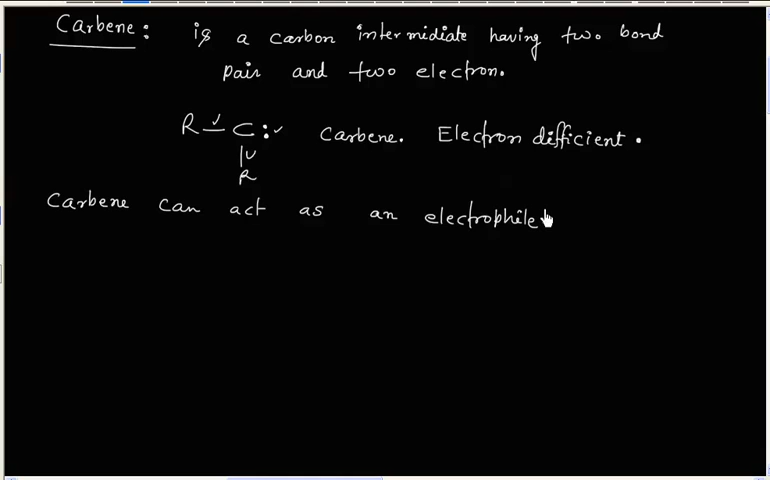 Carbene: is a carbon intermidiate having two bond
pair and two electron.
R – C: Carbene. Electron difficient.
R
Carbene can act as an electrophile